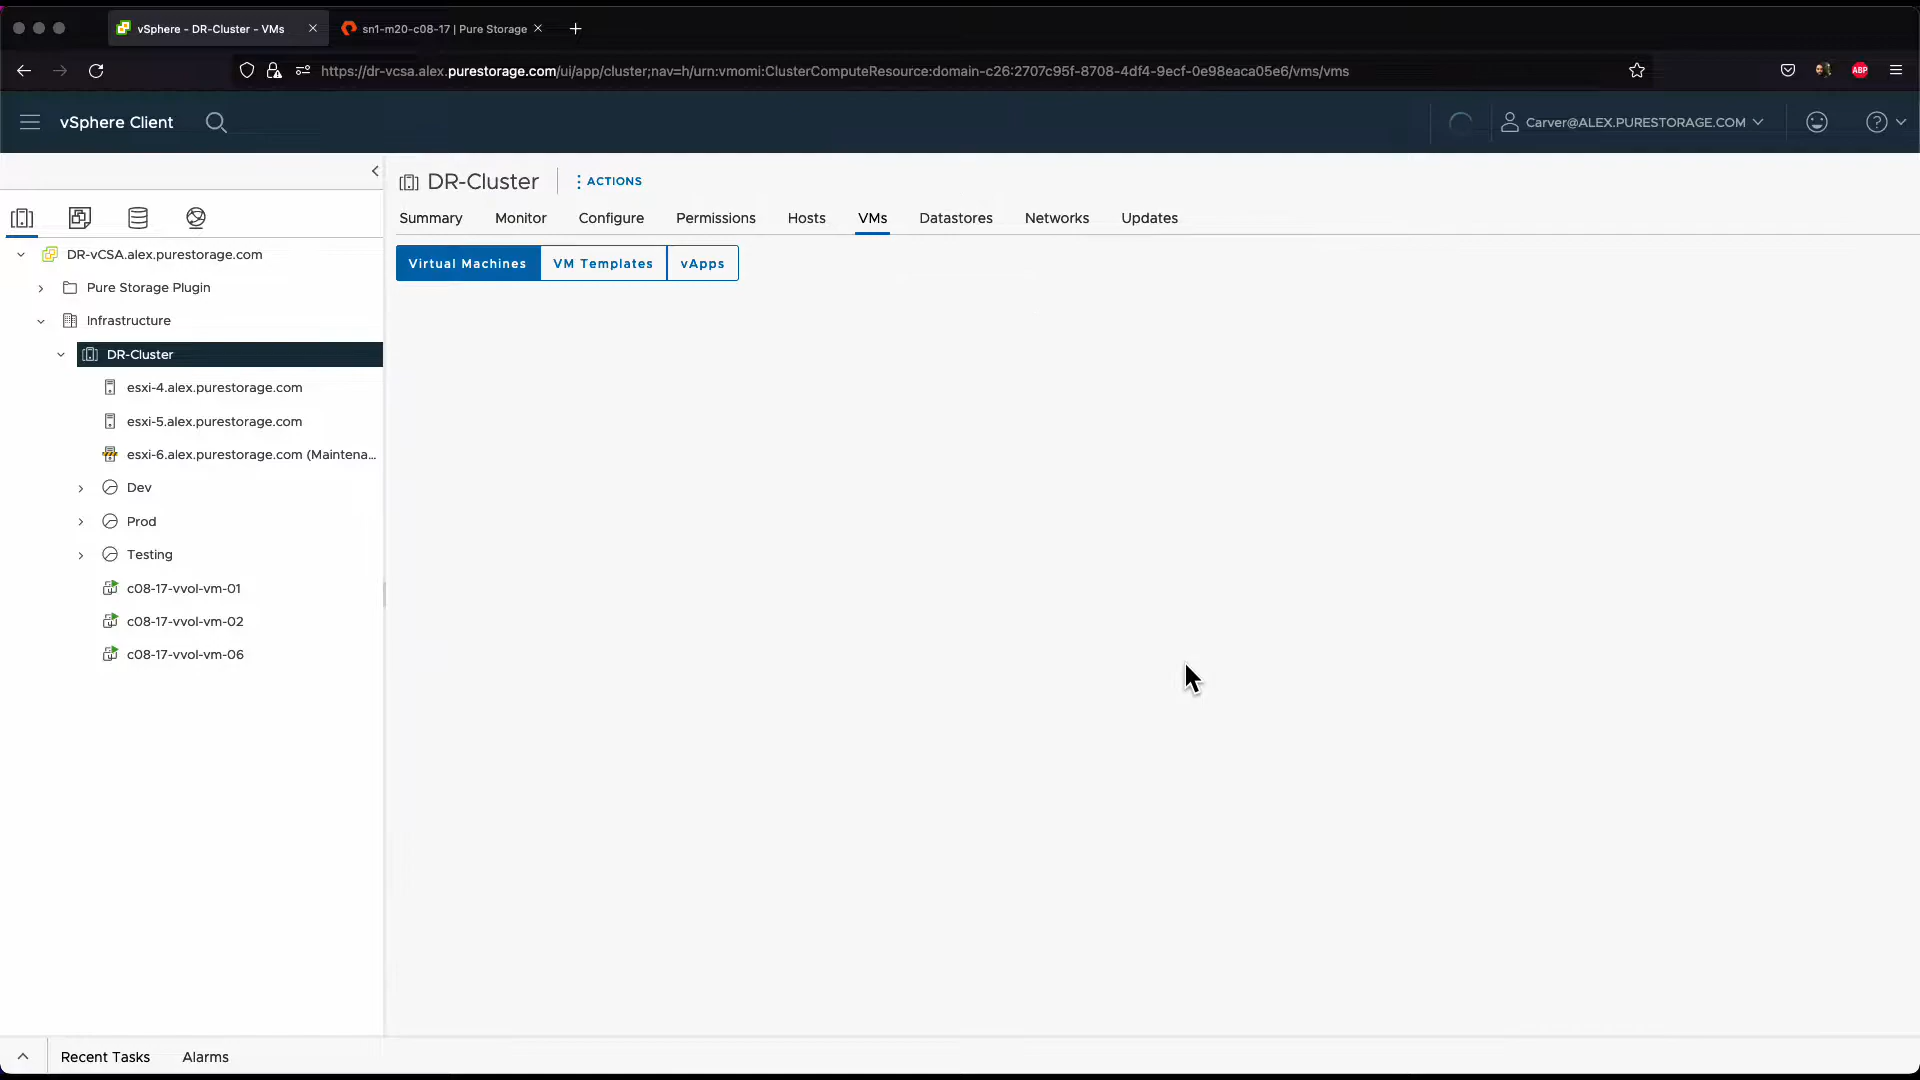 vSphere - DR-Cluster - VMs
sn1-m20-c08-17 | Pure Storage
https://dr-vcsa.alex.purestorage.com/ui/app/cluster;nav=h/urn:vmomi:ClusterComputeResource:domain-c26:2707c95f-8708-4df4-9ecf-0e98eaca05e6/vms/vms
ABP
vSphere Client
Carver@ALEX.PURESTORAGE.COM
DR-Cluster
ACTIONS
Summary Monitor Configure Permissions Hosts VMs Datastores Networks Updates
Virtual Machines VM Templates vApps
DR-vCSA.alex.purestorage.com
Pure Storage Plugin
Infrastructure
DR-Cluster
esxi-4.alex.purestorage.com
esxi-5.alex.purestorage.com
esxi-6.alex.purestorage.com (Maintena...
Dev
Prod
Testing
c08-17-vvol-vm-01
c08-17-vvol-vm-02
c08-17-vvol-vm-06
Recent Tasks Alarms